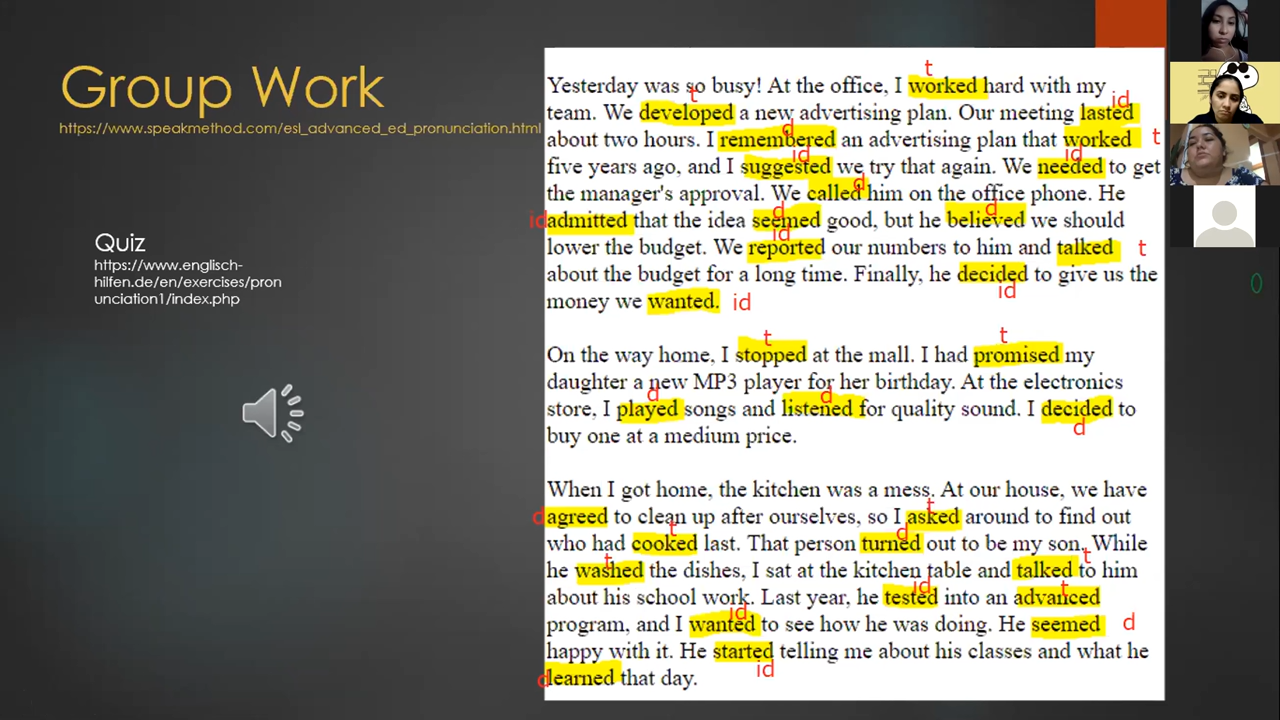 Group Work
https://www.speakmethod.com/esl_advanced_ed_pronunciation.html
Quiz
https://www.englisch-
hilfen.de/en/exercises/pron
unciation1/index.php
t
Yesterday was so busy! At the office, I worked hard with my
t id
team. We developed a new advertising plan. Our meeting lasted
d
about two hours. I remembered an advertising plan that worked t
id id
five years ago, and I suggested we try that again. We needed to get
d
the manager's approval. We called him on the office phone. He
d d
id admitted that the idea seemed good, but he believed we should
id
lower the budget. We reported our numbers to him and talked t
about the budget for a long time. Finally, he decided to give us the
id
money we wanted. id
t t
On the way home, I stopped at the mall. I had promised my
daughter a new MP3 player for her birthday. At the electronics
d d
store, I played songs and listened for quality sound. I decided to
d
buy one at a medium price.
When I got home, the kitchen was a mess. At our house, we have
t
d agreed to clean up after ourselves, so I asked around to find out
t d
who had cooked last. That person turned out to be my son. While
t t
he washed the dishes, I sat at the kitchen table and talked to him
id t
about his school work. Last year, he tested into an advanced
id
program, and I wanted to see how he was doing. He seemed d
happy with it. He started telling me about his classes and what he
id
d learned that day.
0